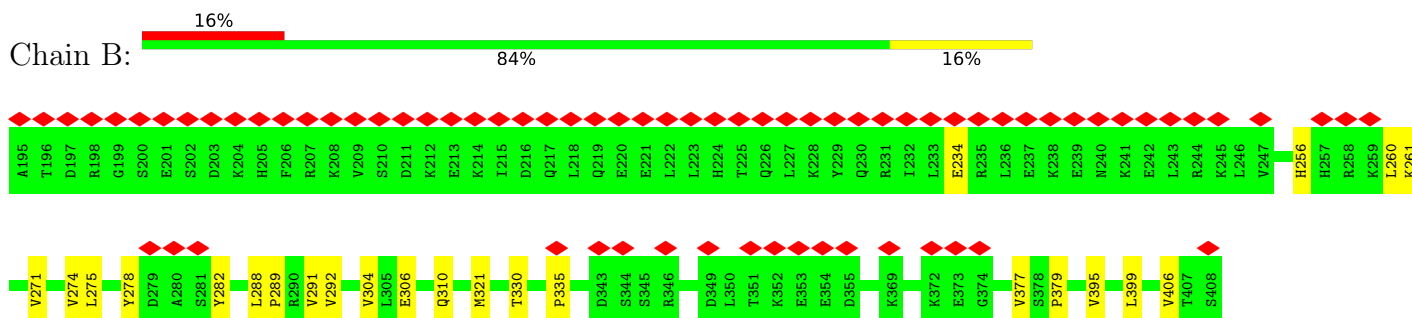 16%
Chain B:
84% 16%
A195 T196 D197 R198 G199 S200 E201 S202 D203 K204 H205 F206 R207 K208 V209 S210 D211 K212 E213 K214 I215 D216 Q217 L218 Q219 E220 E221 L222 L223 H224 T225 Q226 L227 K228 Y229 Q230 R231 I232 L233 E234 R235 L236 E237 K238 E239 N240 K241 E242 L243 R244 K245 L246 V247 H256 H257 R258 K259 L260 K261
V271 V274 L275 Y278 D279 A280 S281 Y282 L288 P289 R290 V291 V292 V304 L305 E306 Q310 M321 T330 P335 D343 S344 S345 R346 D349 L350 T351 K352 E353 E354 D355 K369 K372 E373 G374 V377 S378 P379 V395 L399 V406 T407 S408